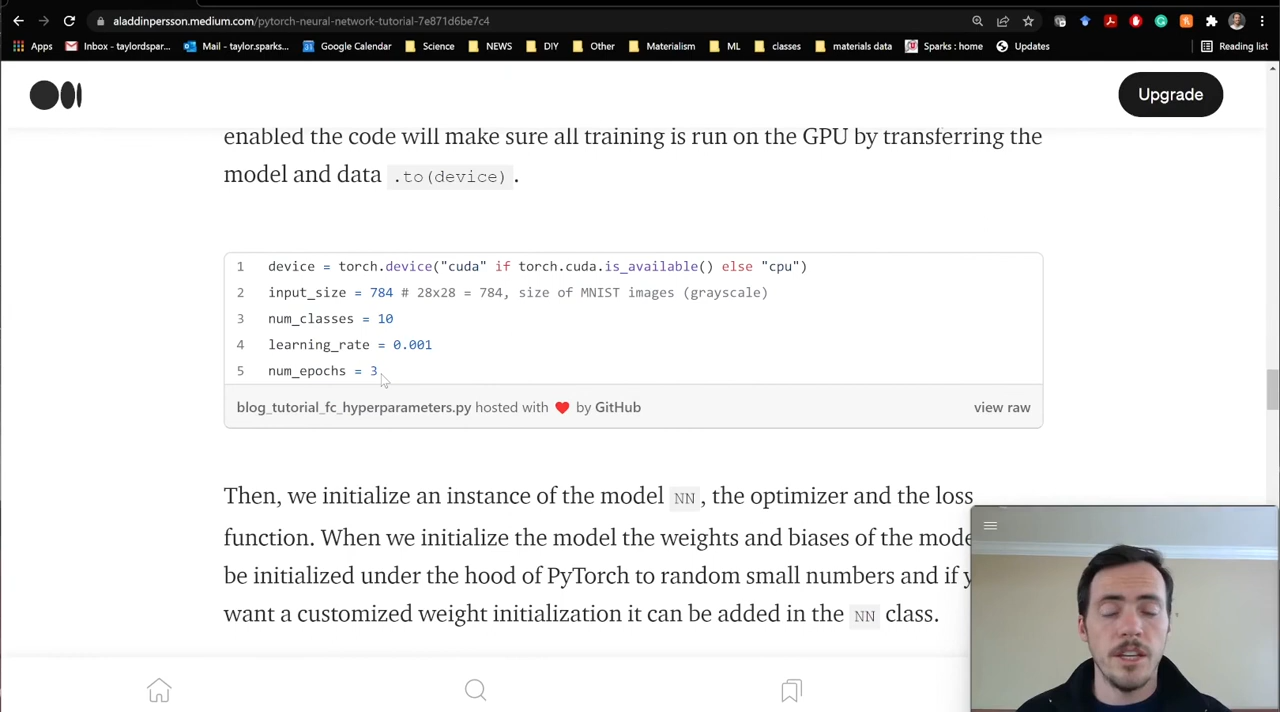 aladdinpersson.medium.com/pytorch-neural-network-tutorial-7e871d6be7c4
Apps Inbox - taylordspar... Mail - taylor.sparks... Google Calendar Science NEWS DIY Other Materialism ML classes materials data Sparks : home Updates Reading list
Upgrade
enabled the code will make sure all training is run on the GPU by transferring the
model and data .to(device) .
1 device = torch.device("cuda" if torch.cuda.is_available() else "cpu")
2 input_size = 784 # 28x28 = 784, size of MNIST images (grayscale)
3 num_classes = 10
4 learning_rate = 0.001
5 num_epochs = 3
blog_tutorial_fc_hyperparameters.py hosted with ❤ by GitHub view raw
Then, we initialize an instance of the model NN , the optimizer and the loss
function. When we initialize the model the weights and biases of the mode
be initialized under the hood of PyTorch to random small numbers and if y
want a customized weight initialization it can be added in the NN class.